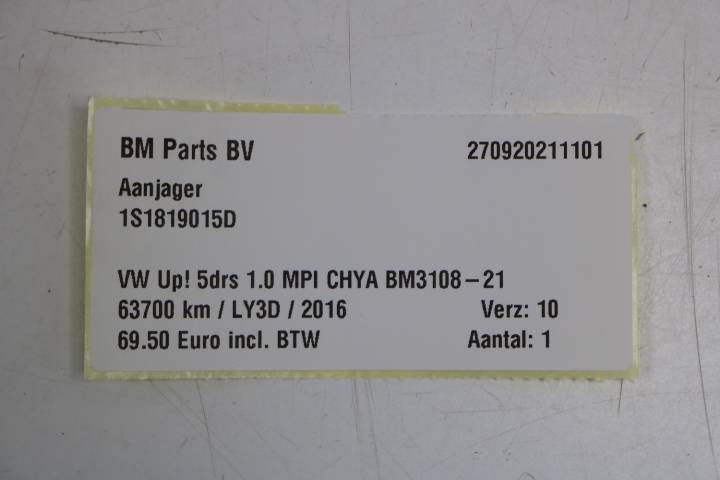 BM Parts BV 270920211101
Aanjager
1S1819015D
VW Up! 5drs 1.0 MPI CHYA BM3108-21
63700 km / LY3D / 2016 Verz: 10
69.50 Euro incl. BTW Aantal: 1